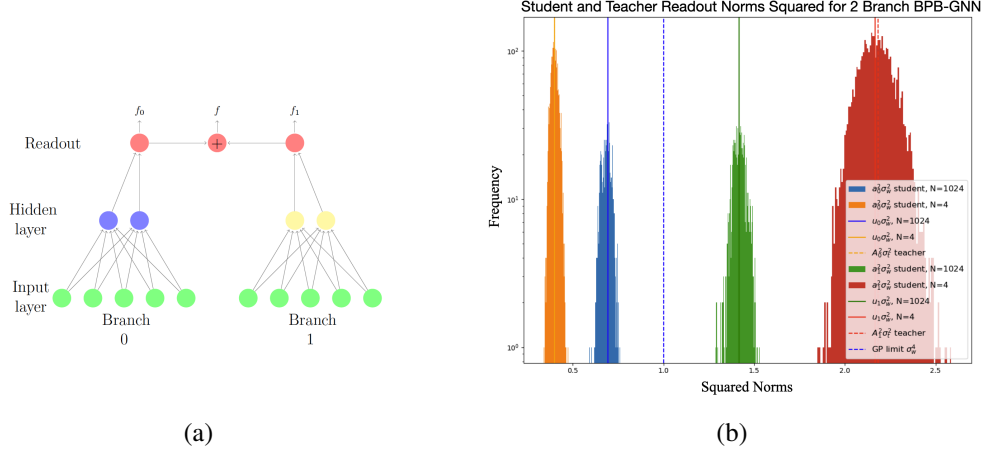 f₀
f
f₁
Readout
+
Hidden
layer
Input
layer
Branch
0
Branch
1
(a)
Student and Teacher Readout Norms Squared for 2 Branch BPB-GNN
Frequency
10²
10¹
10⁰
a₀²σ_w² student, N=1024
a₀²σ_w² student, N=4
u₀σ_w², N=1024
u₀σ_w², N=4
A₀²σ_t² teacher
a₁²σ_w² student, N=1024
a₁²σ_w² student, N=4
u₁σ_w², N=1024
u₁σ_w², N=4
A₁²σ_t² teacher
GP limit σ_w⁴
0.5 1.0 1.5 2.0 2.5
Squared Norms
(b)